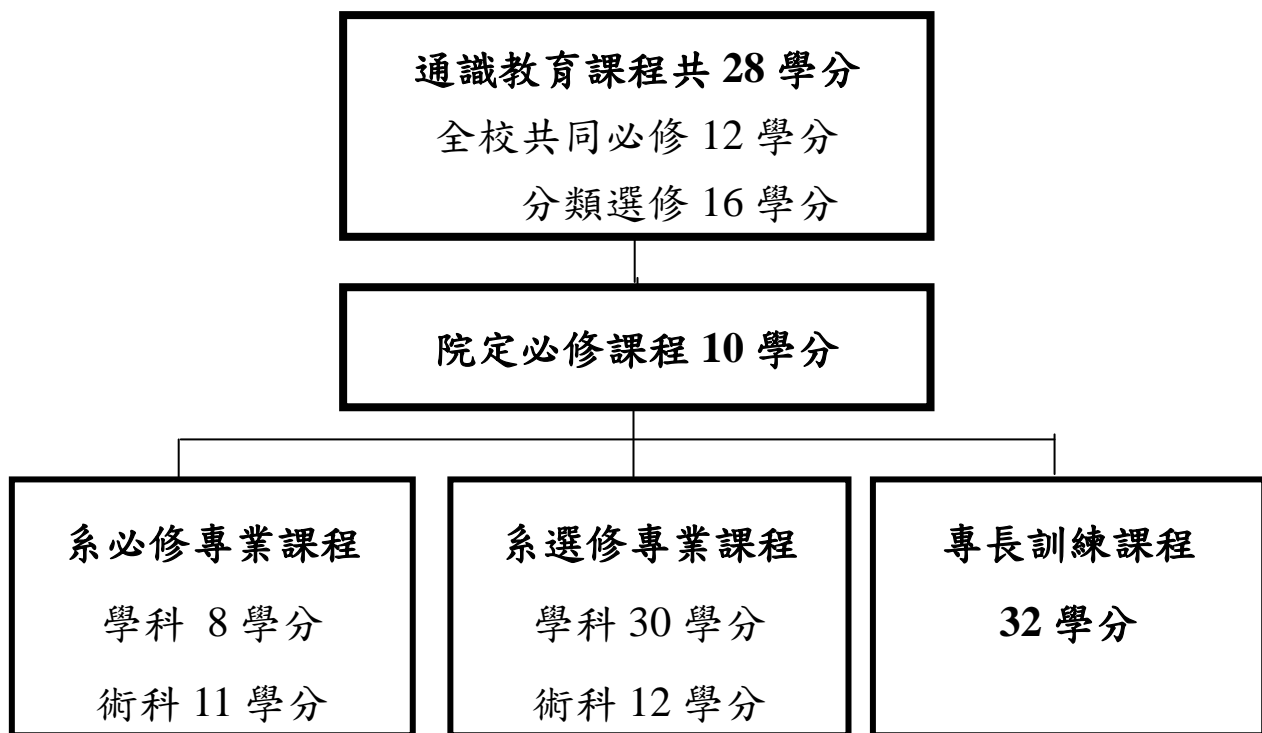 通識教育課程共 28 學分
全校共同必修 12 學分
分類選修 16 學分
院定必修課程 10 學分
系必修專業課程
學科 8 學分
術科 11 學分
系選修專業課程
學科 30 學分
術科 12 學分
專長訓練課程
32 學分